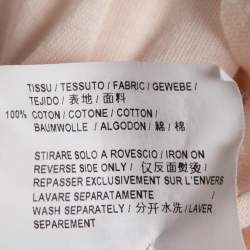 TISSU / TESSUTO / FABRIC / GEWEBE /
TEJIDO / 表地 / 面料
100% COTON / COTONE / COTTON /
BAUMWOLLE / ALGODON / 綿 / 棉
STIRARE SOLO A ROVESCIO / IRON ON
REVERSE SIDE ONLY / 仅反面熨烫 /
REPASSER EXCLUSIVEMENT SUR L'ENVERS
LAVARE SEPARATAMENTE
WASH SEPARATELY / 分开水洗 / LAVER
SEPAREMENT